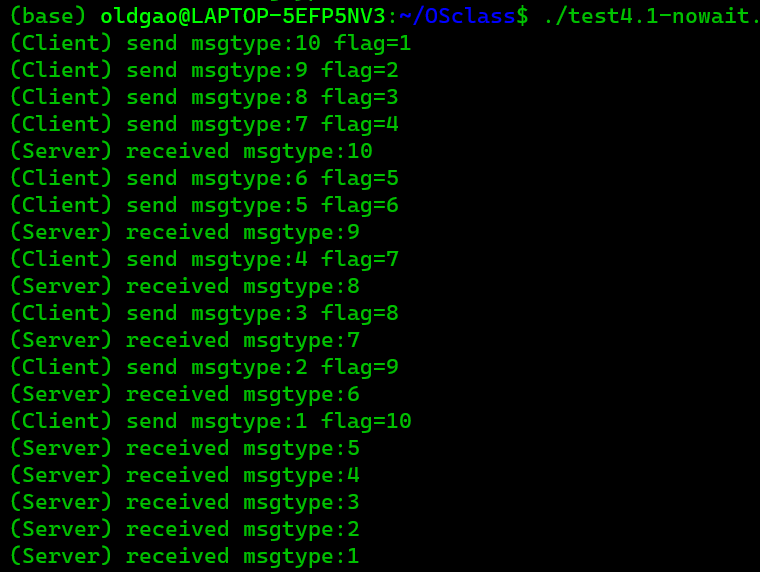 (base) oldgao@LAPTOP-5EFP5NV3:~/OSclass$ ./test4.1-nowait.
(Client) send msgtype:10 flag=1
(Client) send msgtype:9 flag=2
(Client) send msgtype:8 flag=3
(Client) send msgtype:7 flag=4
(Server) received msgtype:10
(Client) send msgtype:6 flag=5
(Client) send msgtype:5 flag=6
(Server) received msgtype:9
(Client) send msgtype:4 flag=7
(Server) received msgtype:8
(Client) send msgtype:3 flag=8
(Server) received msgtype:7
(Client) send msgtype:2 flag=9
(Server) received msgtype:6
(Client) send msgtype:1 flag=10
(Server) received msgtype:5
(Server) received msgtype:4
(Server) received msgtype:3
(Server) received msgtype:2
(Server) received msgtype:1